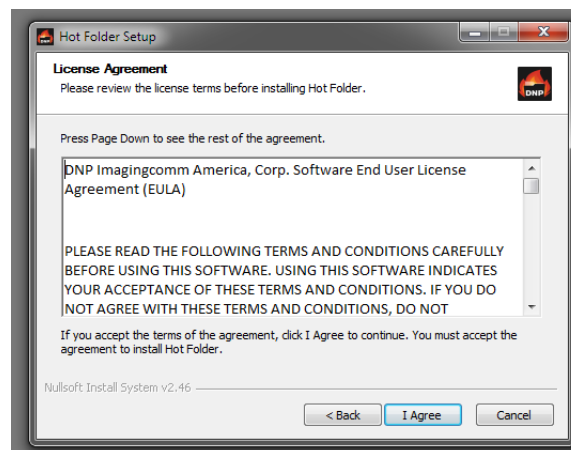 DNP Hot Folder Setup
License Agreement
Please review the license terms before installing Hot Folder.
DNP
Press Page Down to see the rest of the agreement.
DNP Imagingcomm America, Corp. Software End User License
Agreement (EULA)
PLEASE READ THE FOLLOWING TERMS AND CONDITIONS CAREFULLY
BEFORE USING THIS SOFTWARE. USING THIS SOFTWARE INDICATES
YOUR ACCEPTANCE OF THESE TERMS AND CONDITIONS. IF YOU DO
NOT AGREE WITH THESE TERMS AND CONDITIONS, DO NOT
If you accept the terms of the agreement, click I Agree to continue. You must accept the
agreement to install Hot Folder.
Nullsoft Install System v2.46
< Back I Agree Cancel